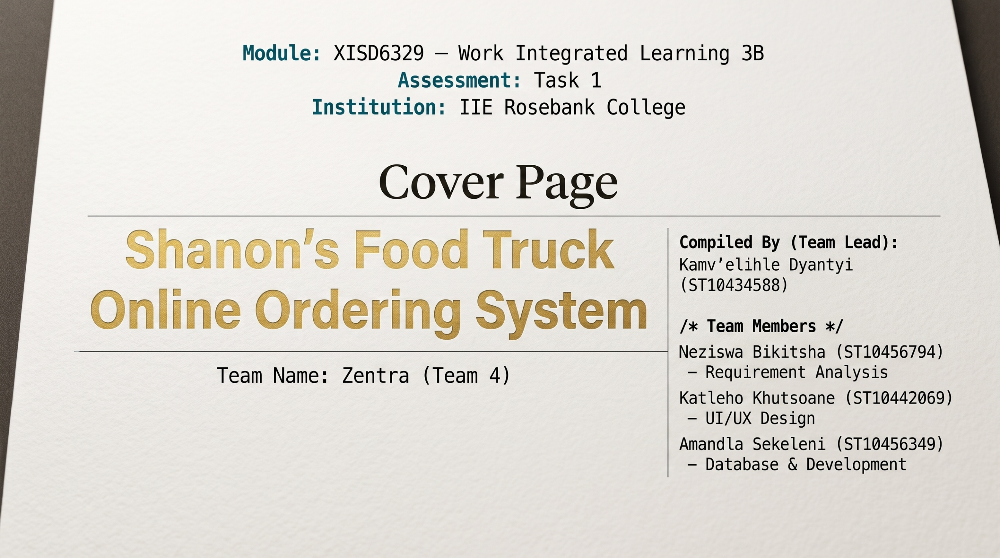 Module: XISD6329 – Work Integrated Learning 3B
Assessment: Task 1
Institution: IIE Rosebank College
Cover Page
Shanon’s Food Truck
Online Ordering System
Team Name: Zentra (Team 4)
Compiled By (Team Lead):
Kamv’elihle Dyantyi
(ST10434588)
/* Team Members */
Neziswa Bikitsha (ST10456794)
– Requirement Analysis
Katleho Khutsoane (ST10442069)
– UI/UX Design
Amandla Sekeleni (ST10456349)
– Database & Development